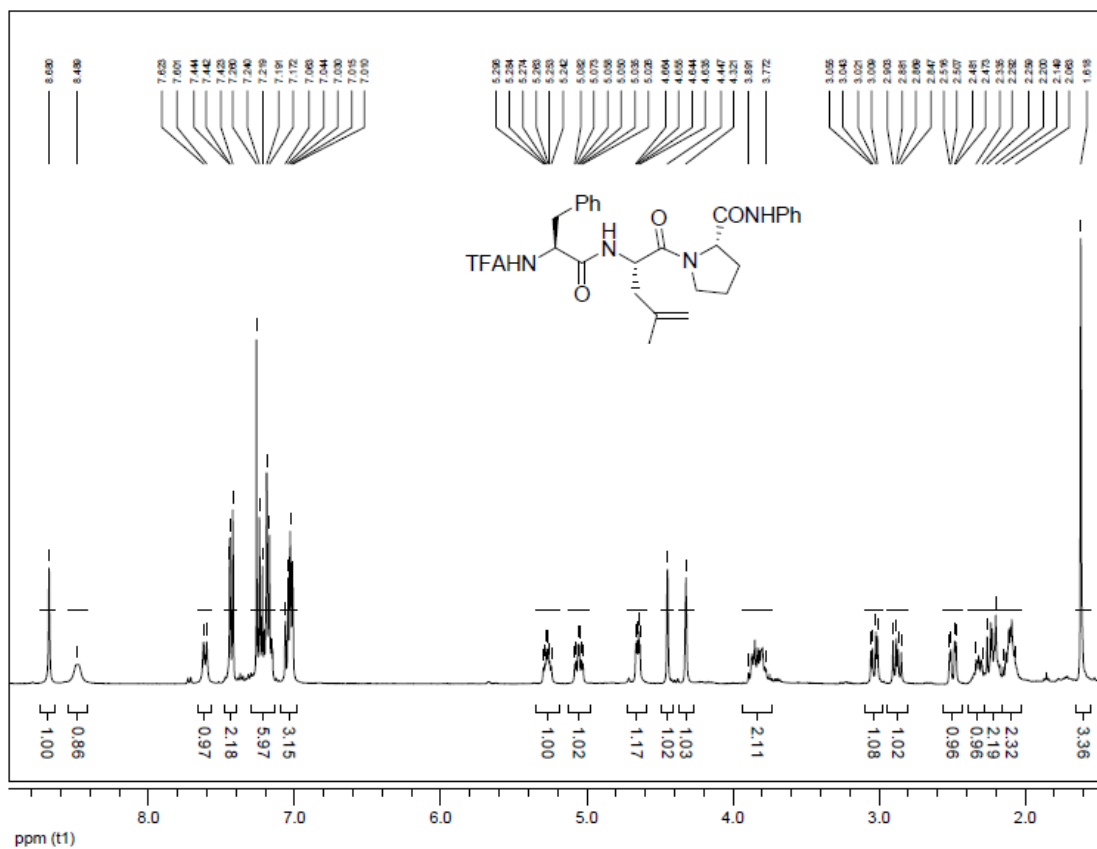 8.680 8.489 7.623 7.601 7.444 7.442 7.423 7.260 7.240 7.219 7.191 7.172 7.063 7.044 7.030 7.015 7.010 5.296 5.284 5.274 5.263 5.253 5.242 5.082 5.073 5.058 5.050 5.035 5.026 4.664 4.655 4.644 4.635 4.447 4.321 3.891 3.772 3.055 3.043 3.021 3.009 2.903 2.881 2.869 2.847 2.516 2.507 2.481 2.473 2.335 2.292 2.259 2.200 2.149 2.063 1.618
Ph
O
CONHPh
H
N
TFAHN
N
O
1.00 0.86 0.97 2.18 5.97 3.15 1.00 1.02 1.17 1.02 1.03 2.11 1.08 1.02 0.96 0.96 2.19 2.32 3.36
8.0 7.0 6.0 5.0 4.0 3.0 2.0
ppm (t1)